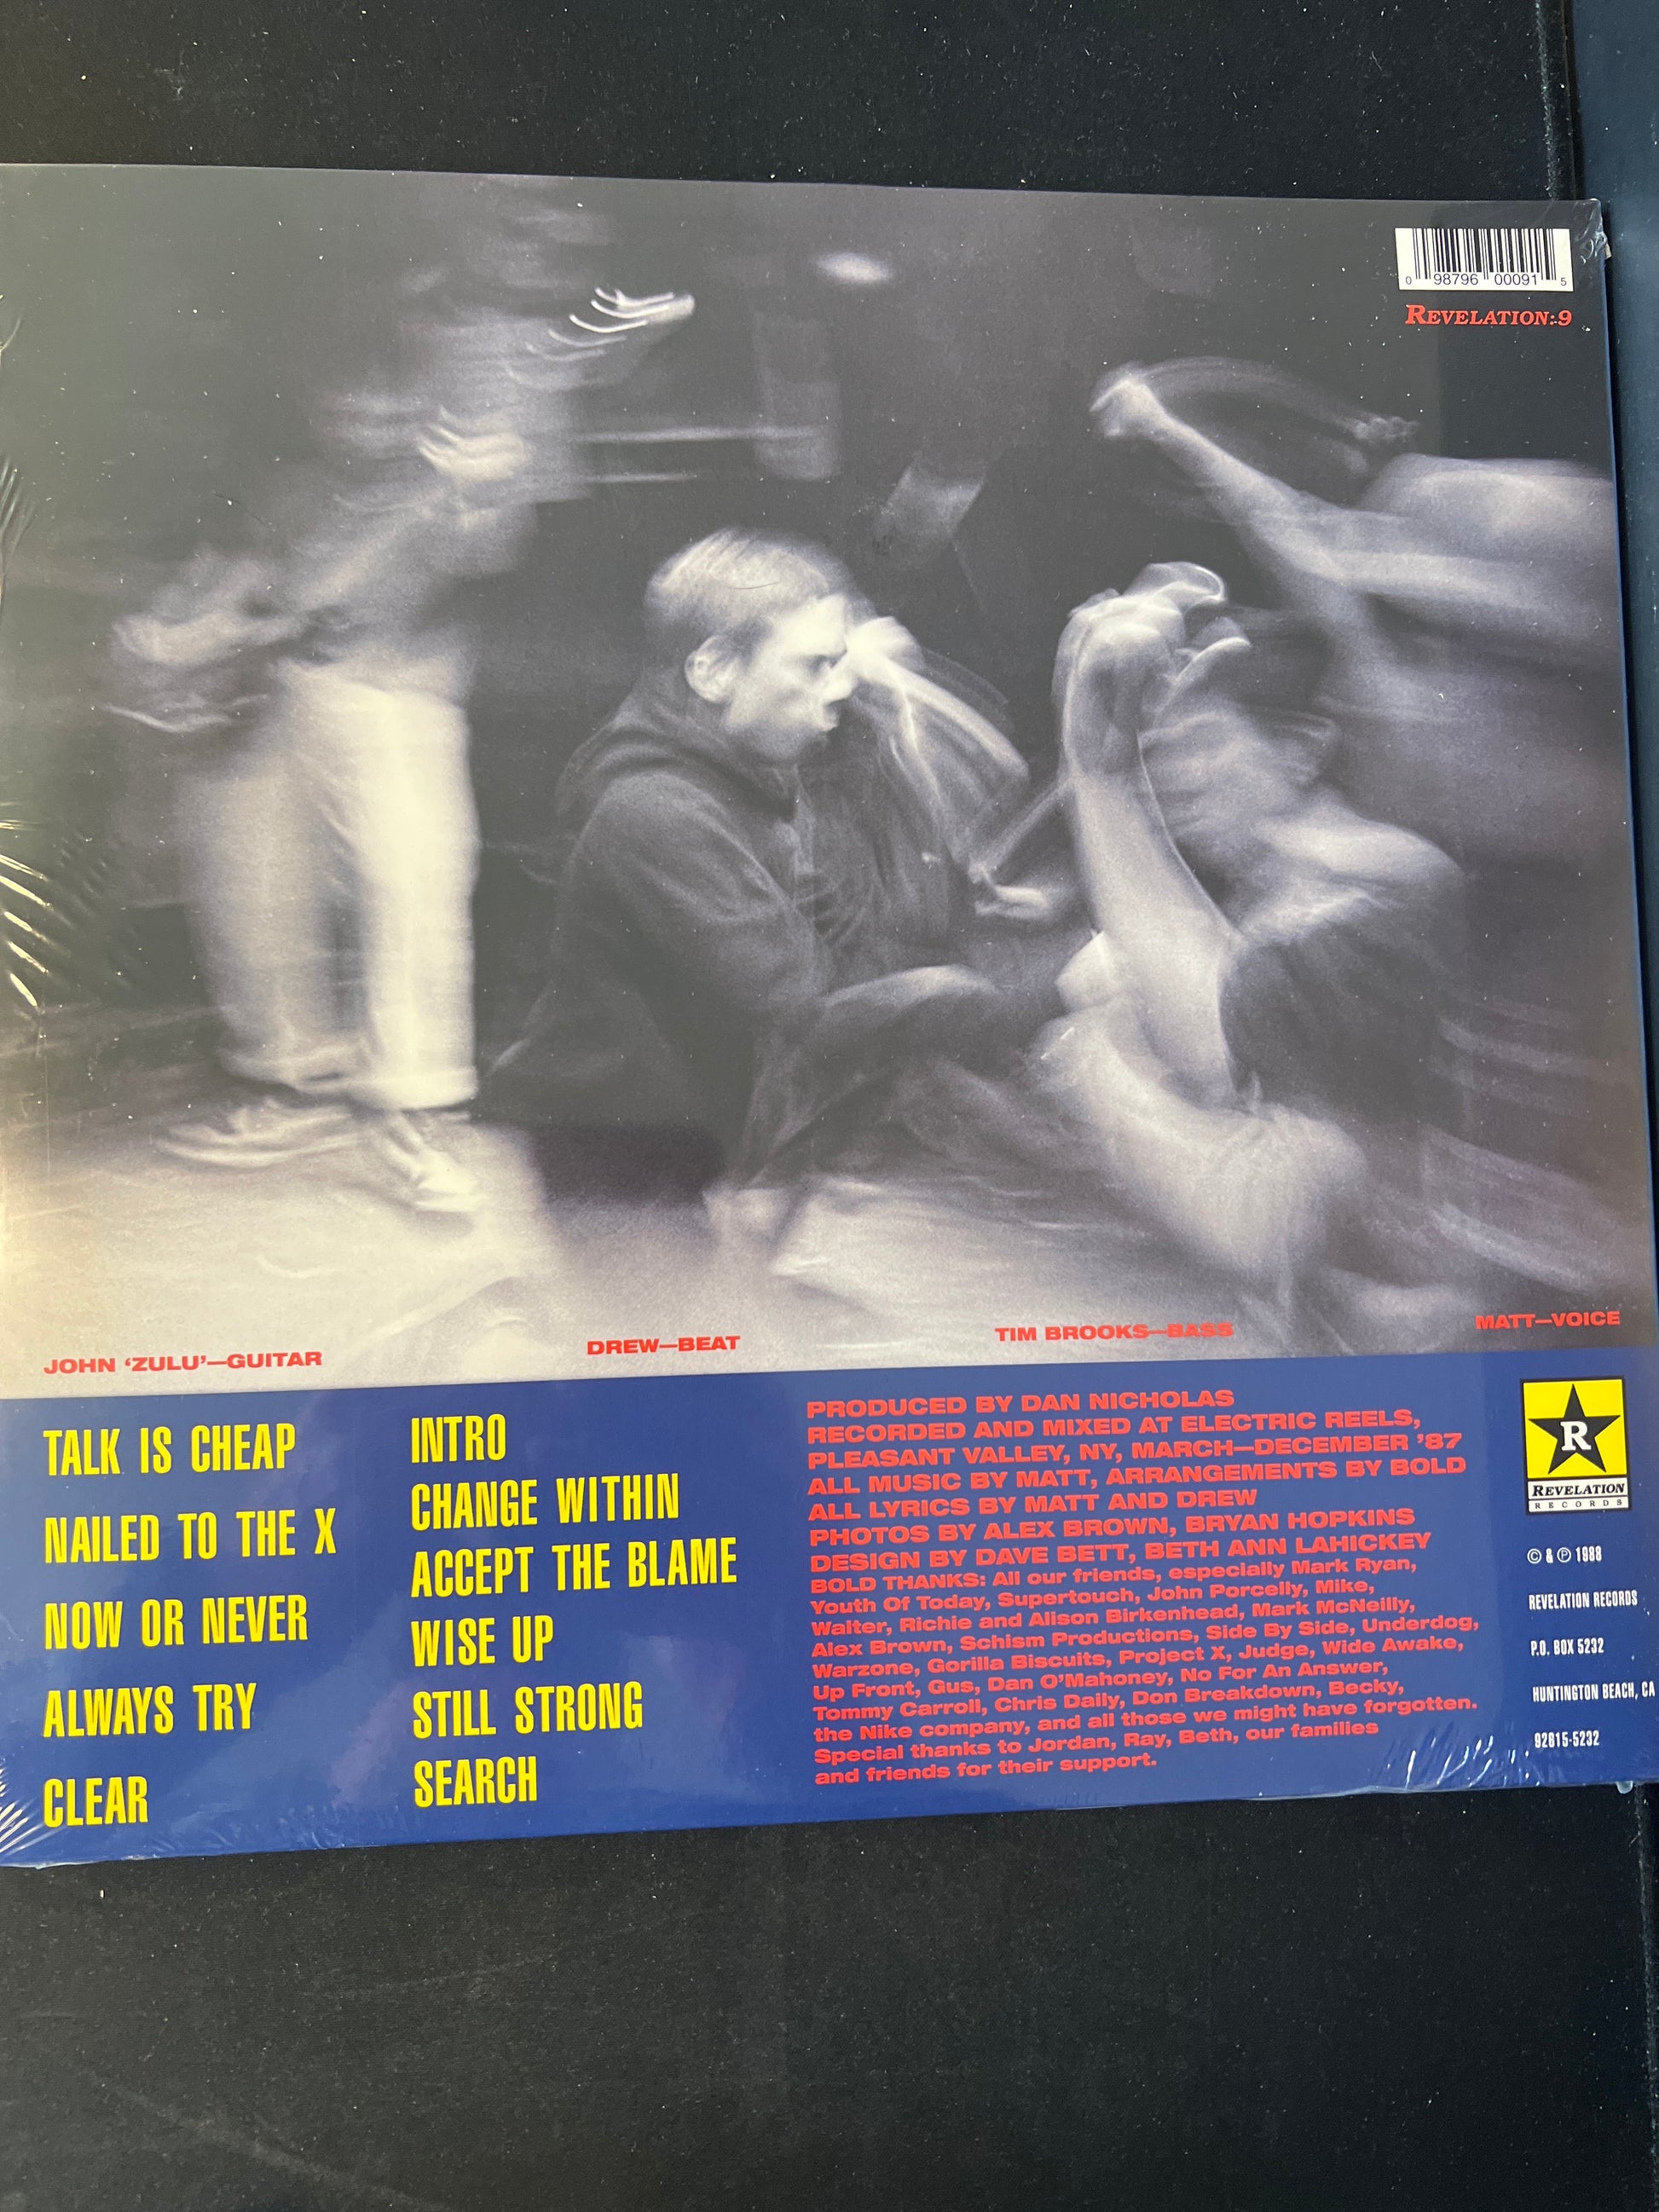 0 98796 00091 5
REVELATION:9
JOHN ‘ZULU’—GUITAR
DREW—BEAT
TIM BROOKS—BASS
MATT—VOICE
TALK IS CHEAP
NAILED TO THE X
NOW OR NEVER
ALWAYS TRY
CLEAR
INTRO
CHANGE WITHIN
ACCEPT THE BLAME
WISE UP
STILL STRONG
SEARCH
PRODUCED BY DAN NICHOLAS
RECORDED AND MIXED AT ELECTRIC REELS,
PLEASANT VALLEY, NY, MARCH—DECEMBER ’87
ALL MUSIC BY MATT, ARRANGEMENTS BY BOLD
ALL LYRICS BY MATT AND DREW
PHOTOS BY ALEX BROWN, BRYAN HOPKINS
DESIGN BY DAVE BETT, BETH ANN LAHICKEY
BOLD THANKS: All our friends, especially Mark Ryan,
Youth Of Today, Supertouch, John Porcelly, Mike,
Walter, Richie and Alison Birkenhead, Mark McNeilly,
Alex Brown, Schism Productions, Side By Side, Underdog,
Warzone, Gorilla Biscuits, Project X, Judge, Wide Awake,
Up Front, Gus, Dan O’Mahoney, No For An Answer,
Tommy Carroll, Chris Daily, Don Breakdown, Becky,
the Nike company, and all those we might have forgotten.
Special thanks to Jordan, Ray, Beth, our families
and friends for their support.
R
REVELATION
RECORDS
© & ℗ 1988
REVELATION RECORDS
P.O. BOX 5232
HUNTINGTON BEACH, CA
92615-5232